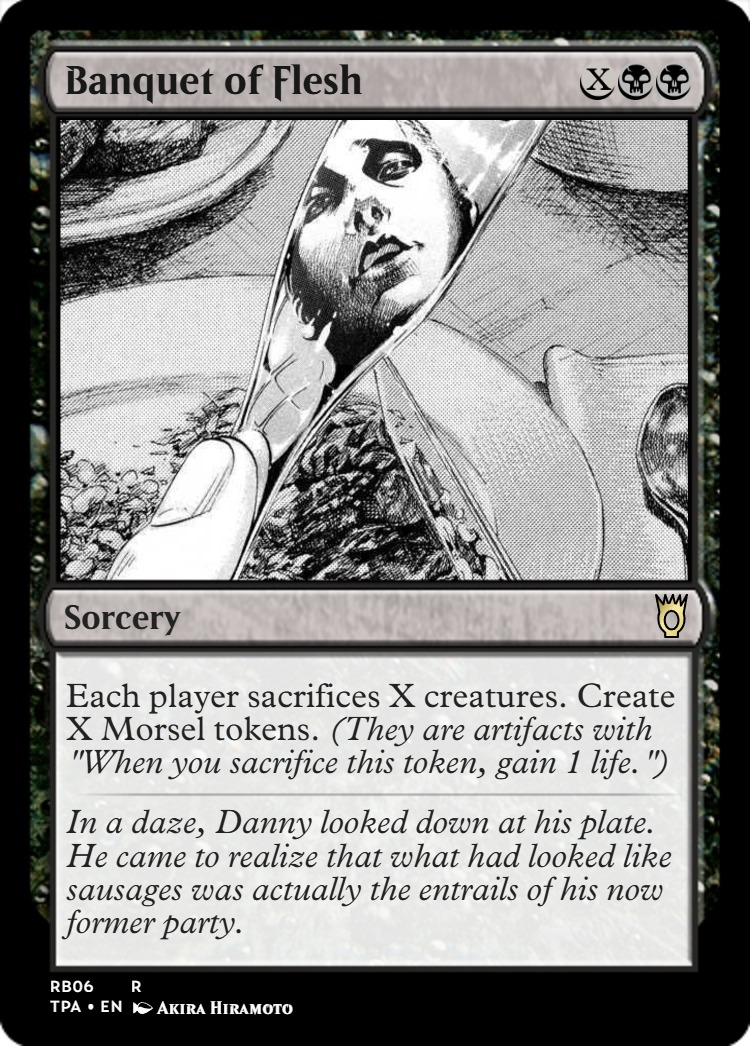 Banquet of Flesh X
Sorcery
Each player sacrifices X creatures. Create
X Morsel tokens. (They are artifacts with
"When you sacrifice this token, gain 1 life. ")
In a daze, Danny looked down at his plate.
He came to realize that what had looked like
sausages was actually the entrails of his now
former party.
RB06 R
TPA • EN Akira Hiramoto